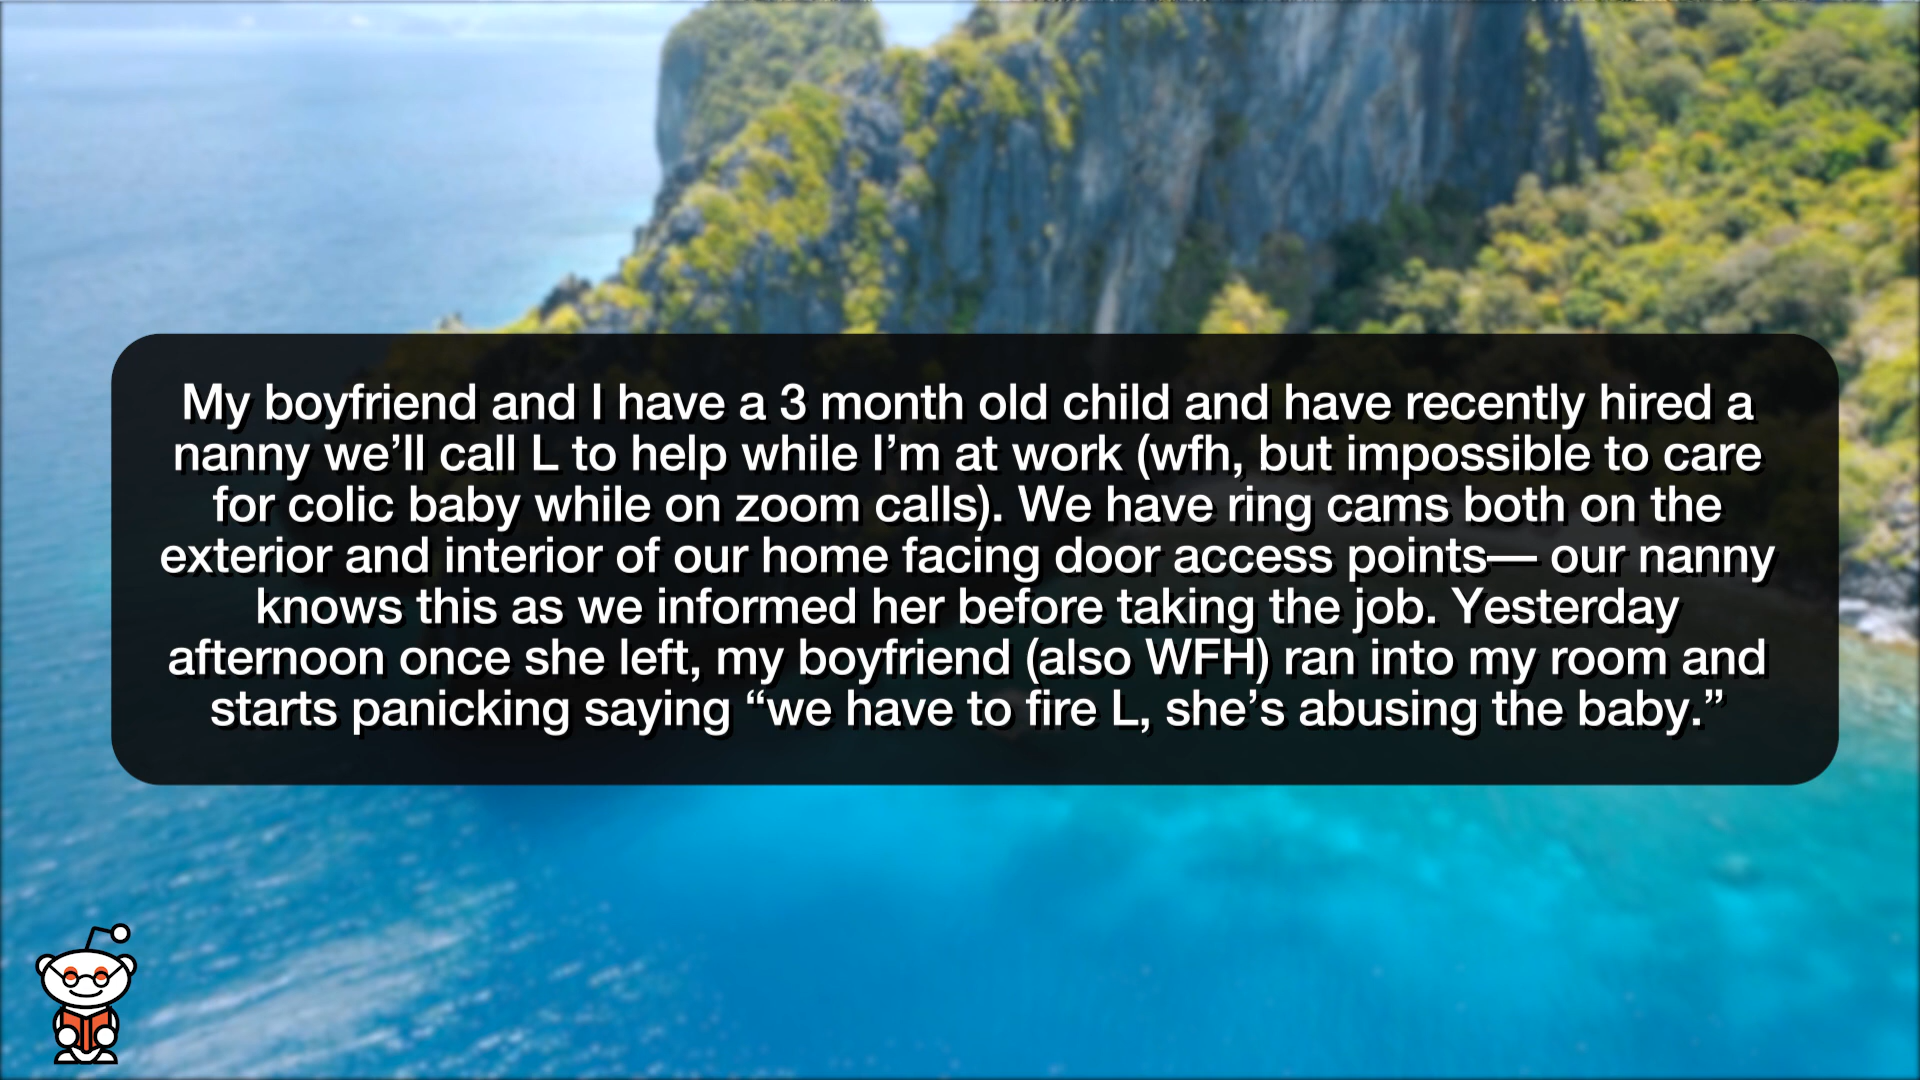 My boyfriend and I have a 3 month old child and have recently hired a
nanny we’ll call L to help while I’m at work (wfh, but impossible to care
for colic baby while on zoom calls). We have ring cams both on the
exterior and interior of our home facing door access points— our nanny
knows this as we informed her before taking the job. Yesterday
afternoon once she left, my boyfriend (also WFH) ran into my room and
starts panicking saying “we have to fire L, she’s abusing the baby.”